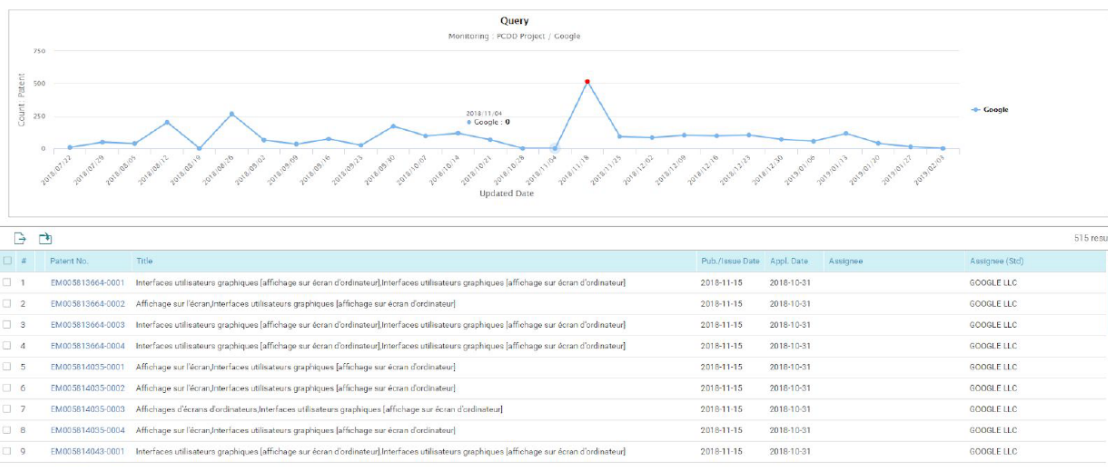 Query
Monitoring : PCDD Project / Google
Count : Patent
750
500
250
0
2018/11/04
Google : 0
Google
2018/07/22
2018/07/29
2018/08/05
2018/08/12
2018/08/19
2018/08/26
2018/09/02
2018/09/09
2018/09/16
2018/09/23
2018/09/30
2018/10/07
2018/10/14
2018/10/21
2018/10/28
2018/11/04
2018/11/18
2018/11/25
2018/12/02
2018/12/09
2018/12/16
2018/12/23
2018/12/30
2019/01/06
2019/01/13
2019/01/20
2019/01/27
2019/02/03
Updated Date
515 resu
# Patent No. Title Pub./Issue Date Appl. Date Assignee Assignee (Std)
1 EM005813664-0001 Interfaces utilisateurs graphiques [affichage sur écran d'ordinateur],Interfaces utilisateurs graphiques [affichage sur écran d'ordinateur] 2018-11-15 2018-10-31 GOOGLE LLC
2 EM005813664-0002 Affichage sur l'écran,Interfaces utilisateurs graphiques [affichage sur écran d'ordinateur] 2018-11-15 2018-10-31 GOOGLE LLC
3 EM005813664-0003 Interfaces utilisateurs graphiques [affichage sur écran d'ordinateur],Interfaces utilisateurs graphiques [affichage sur écran d'ordinateur] 2018-11-15 2018-10-31 GOOGLE LLC
4 EM005813664-0004 Interfaces utilisateurs graphiques [affichage sur écran d'ordinateur],Interfaces utilisateurs graphiques [affichage sur écran d'ordinateur] 2018-11-15 2018-10-31 GOOGLE LLC
5 EM005814035-0001 Affichage sur l'écran,Interfaces utilisateurs graphiques [affichage sur écran d'ordinateur] 2018-11-15 2018-10-31 GOOGLE LLC
6 EM005814035-0002 Affichage sur l'écran,Interfaces utilisateurs graphiques [affichage sur écran d'ordinateur] 2018-11-15 2018-10-31 GOOGLE LLC
7 EM005814035-0003 Affichages d'écrans d'ordinateurs,Interfaces utilisateurs graphiques [affichage sur écran d'ordinateur] 2018-11-15 2018-10-31 GOOGLE LLC
8 EM005814035-0004 Affichage sur l'écran,Interfaces utilisateurs graphiques [affichage sur écran d'ordinateur] 2018-11-15 2018-10-31 GOOGLE LLC
9 EM005814043-0001 Interfaces utilisateurs graphiques [affichage sur écran d'ordinateur],Interfaces utilisateurs graphiques [affichage sur écran d'ordinateur] 2018-11-15 2018-10-31 GOOGLE LLC